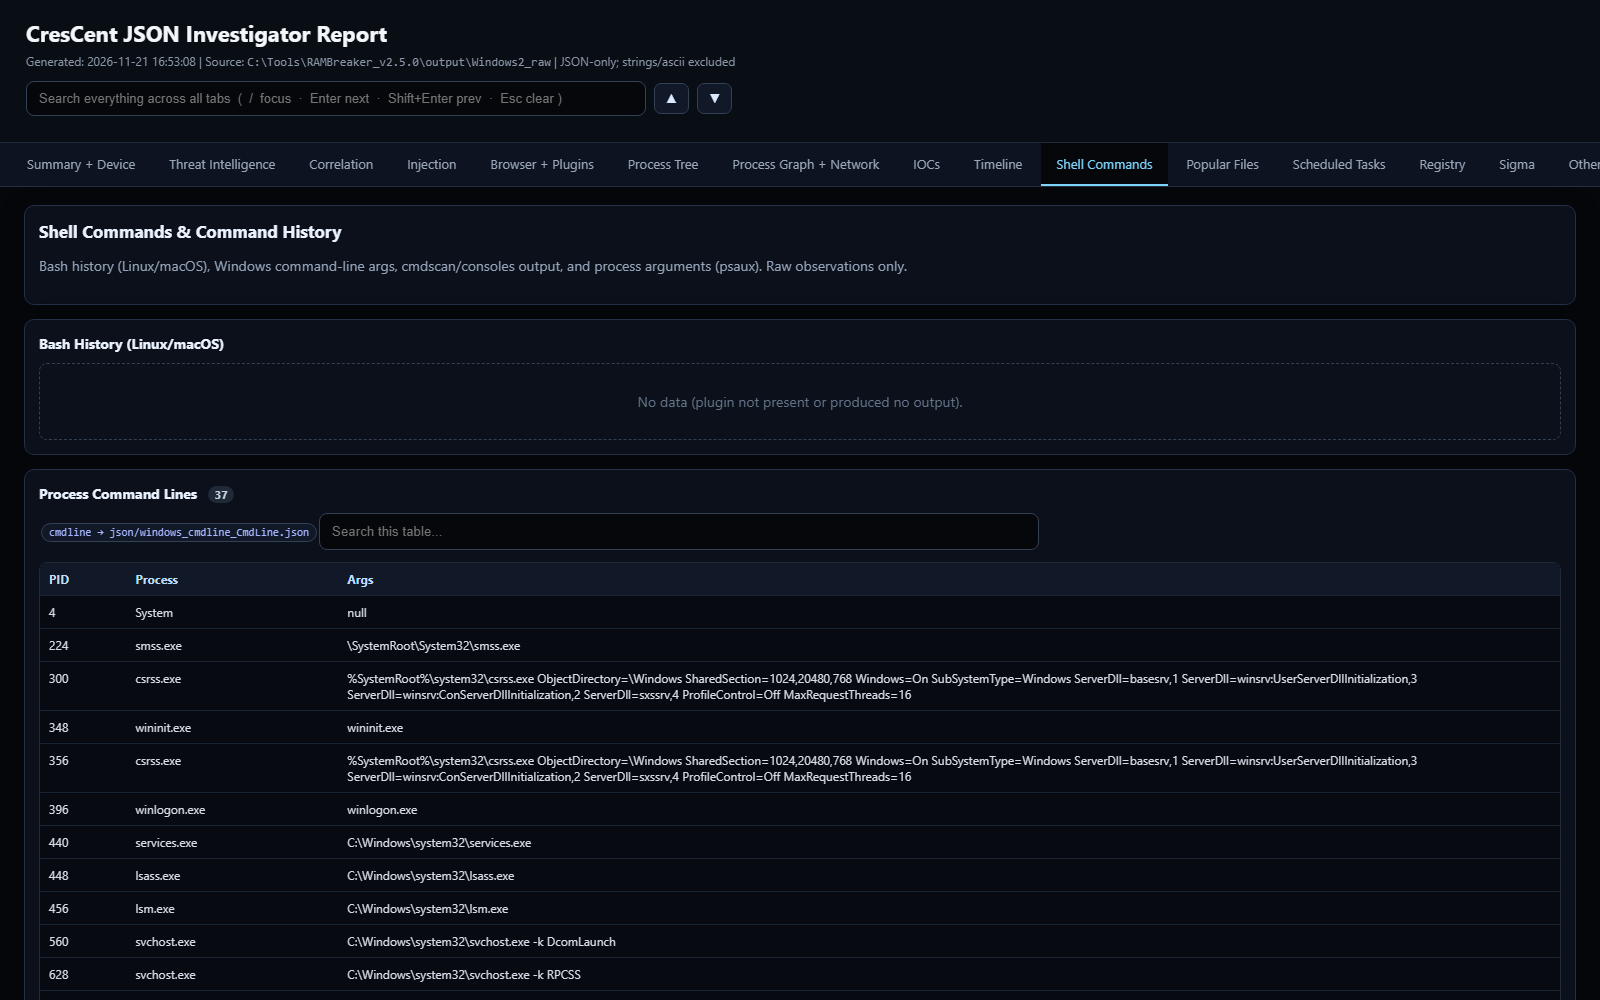 CresCent JSON Investigator Report
Generated: 2026-11-21 16:53:08 | Source: C:\Tools\RAMBreaker_v2.5.0\output\Windows2_raw | JSON-only; strings/ascii excluded
Search everything across all tabs ( / focus · Enter next · Shift+Enter prev · Esc clear ) ▲ ▼
Summary + Device Threat Intelligence Correlation Injection Browser + Plugins Process Tree Process Graph + Network IOCs Timeline Shell Commands Popular Files Scheduled Tasks Registry Sigma Other
Shell Commands & Command History
Bash history (Linux/macOS), Windows command-line args, cmdscan/consoles output, and process arguments (psaux). Raw observations only.
Bash History (Linux/macOS)
No data (plugin not present or produced no output).
Process Command Lines 37
cmdline → json/windows_cmdline_CmdLine.json Search this table...
PID Process Args
4 System null
224 smss.exe \SystemRoot\System32\smss.exe
300 csrss.exe %SystemRoot%\system32\csrss.exe ObjectDirectory=\Windows SharedSection=1024,20480,768 Windows=On SubSystemType=Windows ServerDll=basesrv,1 ServerDll=winsrv:UserServerDllInitialization,3
ServerDll=winsrv:ConServerDllInitialization,2 ServerDll=sxssrv,4 ProfileControl=Off MaxRequestThreads=16
348 wininit.exe wininit.exe
356 csrss.exe %SystemRoot%\system32\csrss.exe ObjectDirectory=\Windows SharedSection=1024,20480,768 Windows=On SubSystemType=Windows ServerDll=basesrv,1 ServerDll=winsrv:UserServerDllInitialization,3
ServerDll=winsrv:ConServerDllInitialization,2 ServerDll=sxssrv,4 ProfileControl=Off MaxRequestThreads=16
396 winlogon.exe winlogon.exe
440 services.exe C:\Windows\system32\services.exe
448 lsass.exe C:\Windows\system32\lsass.exe
456 lsm.exe C:\Windows\system32\lsm.exe
560 svchost.exe C:\Windows\system32\svchost.exe -k DcomLaunch
628 svchost.exe C:\Windows\system32\svchost.exe -k RPCSS